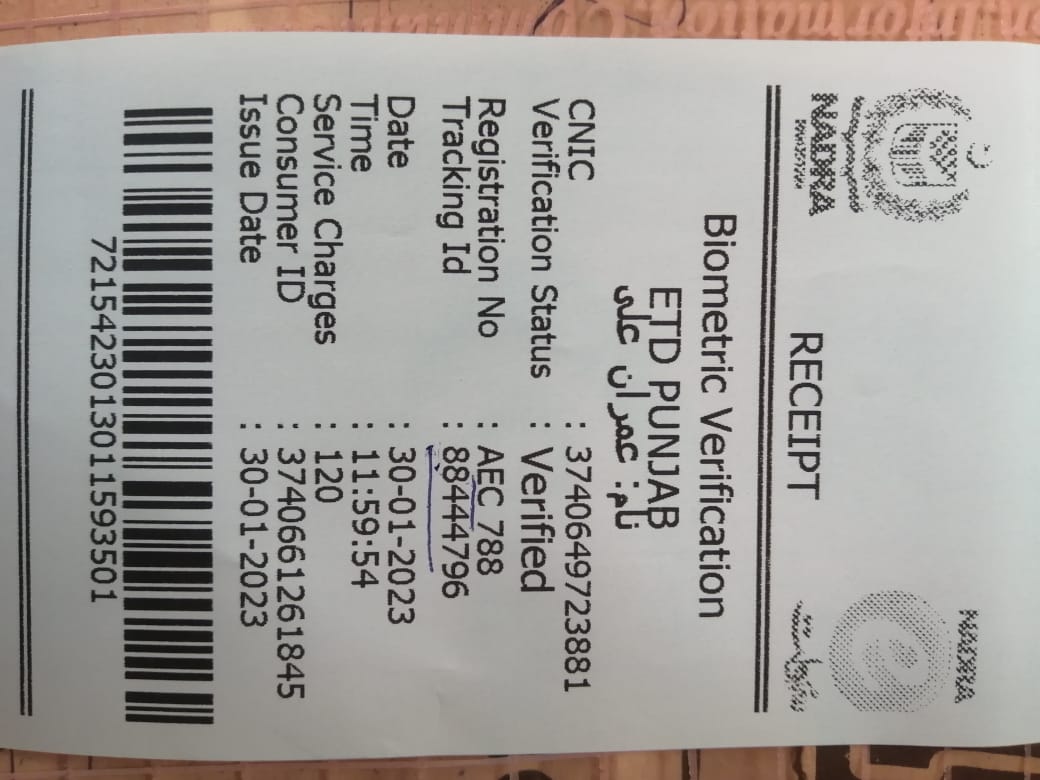 NADRA
NADRA
RECEIPT
Biometric Verification
ETD PUNJAB
نام: عمران علی
CNIC : 3740649723881
Verification Status : Verified
Registration No : AEC 788
Tracking Id : 88444796
Date : 30-01-2023
Time : 11:59:54
Service Charges : 120
Consumer ID : 3740661261845
Issue Date : 30-01-2023
7215423013011593501